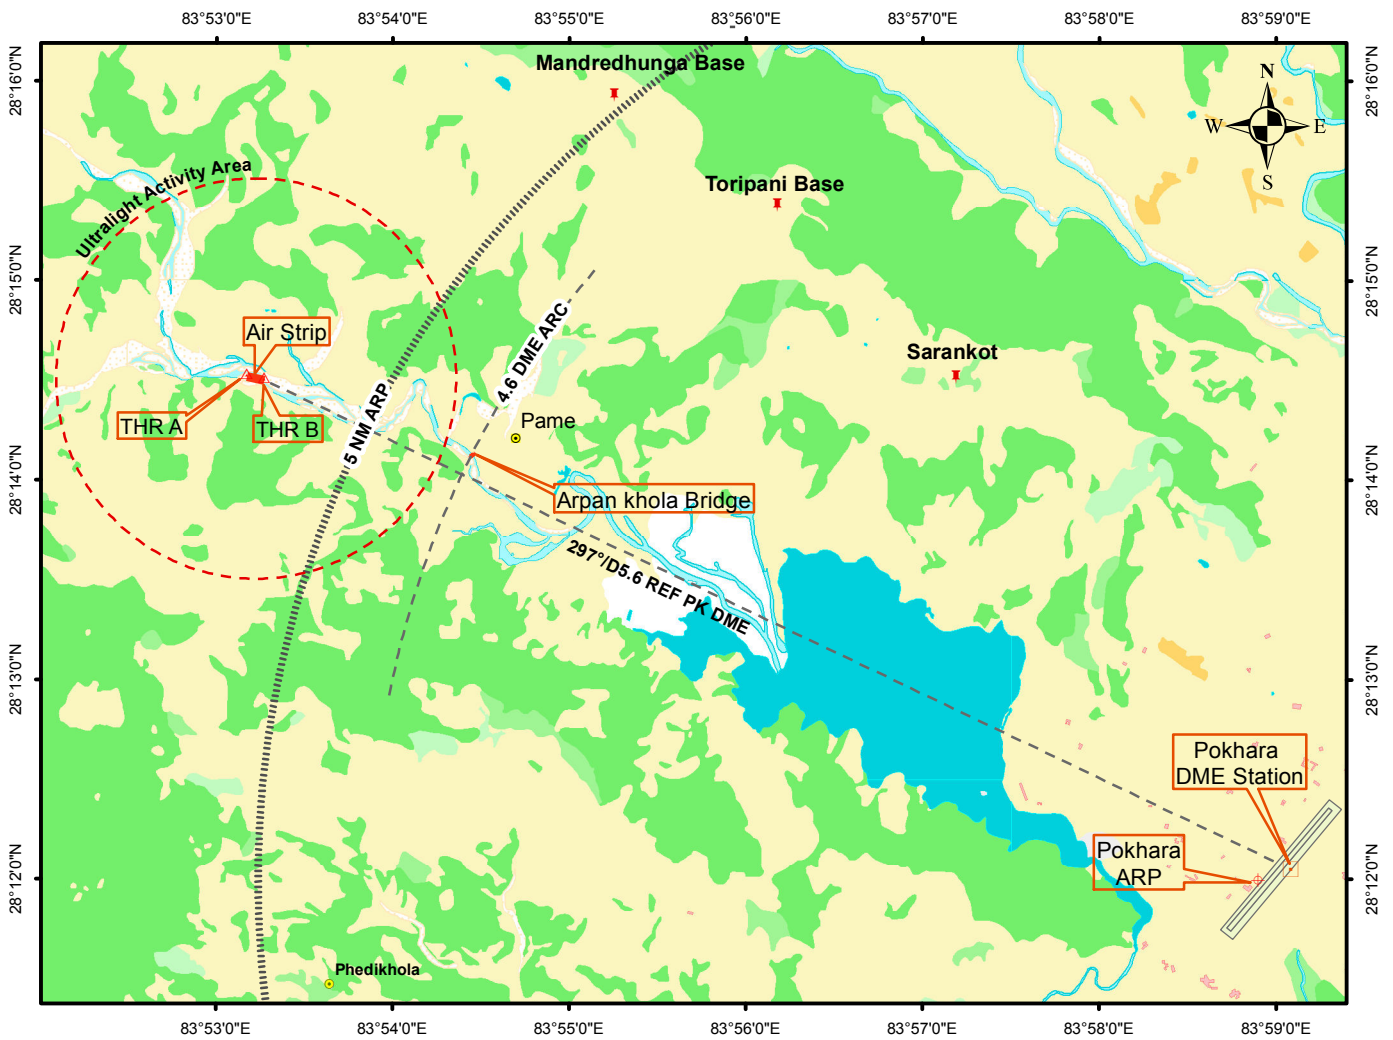 83°53'0"E 83°54'0"E 83°55'0"E 83°56'0"E 83°57'0"E 83°58'0"E 83°59'0"E
28°16'0"N
28°16'0"N
Mandredhunga Base
N
W E
S
Ultralight Activity Area
Toripani Base
28°15'0"N
28°15'0"N
Air Strip
4.6 DME ARC
Sarankot
THR A
THR B
5 NM ARP
Pame
28°14'0"N
28°14'0"N
Arpan khola Bridge
297°/D5.6 REF PK DME
28°13'0"N
28°13'0"N
Pokhara
DME Station
Pokhara
ARP
28°12'0"N
28°12'0"N
Phedikhola
83°53'0"E 83°54'0"E 83°55'0"E 83°56'0"E 83°57'0"E 83°58'0"E 83°59'0"E